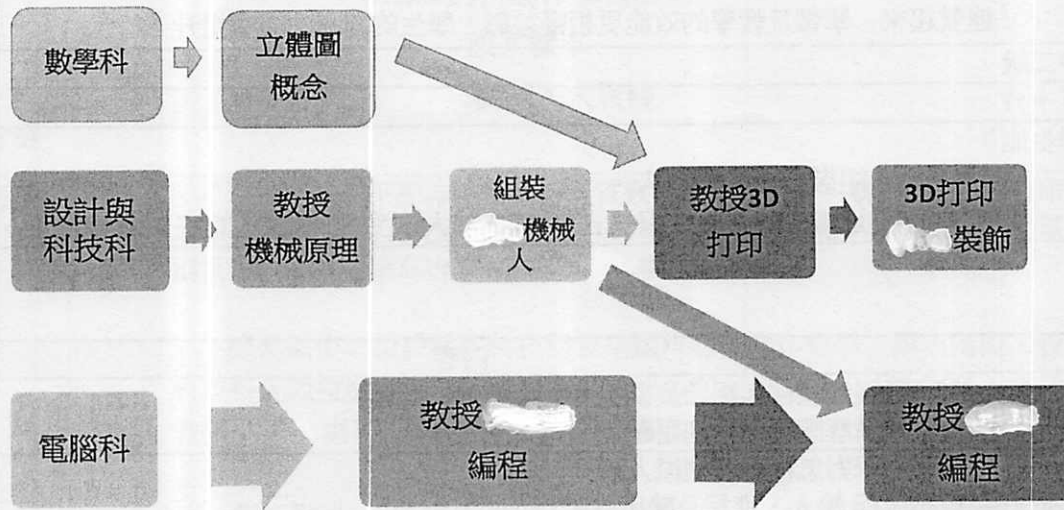 數學科
立體圖
概念
設計與
科技科
教授
機械原理
組裝
機械
人
教授3D
打印
3D打印
裝飾
電腦科
教授
編程
教授
編程